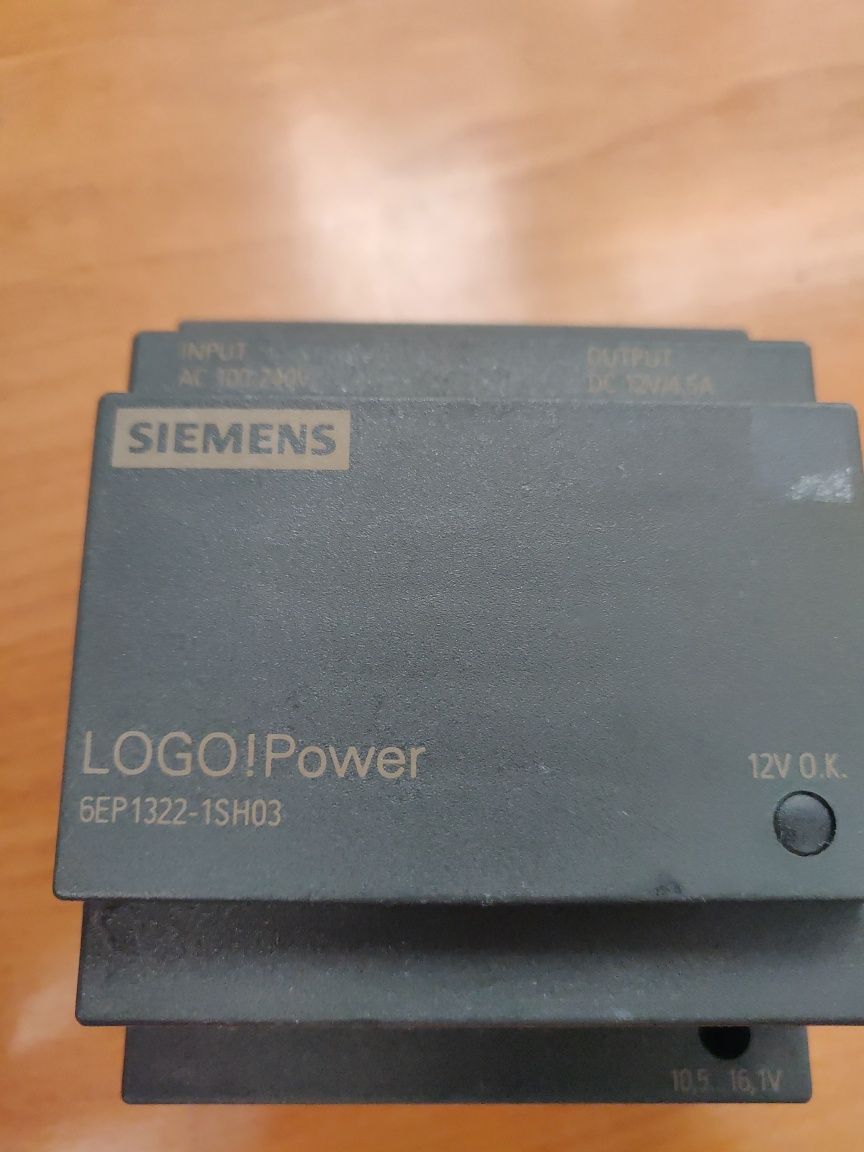 INPUT
AC 100-240V
OUTPUT
DC 12V/4.5A
SIEMENS
LOGO!Power
6EP1322-1SH03
12V O.K.
10,5...16,1V